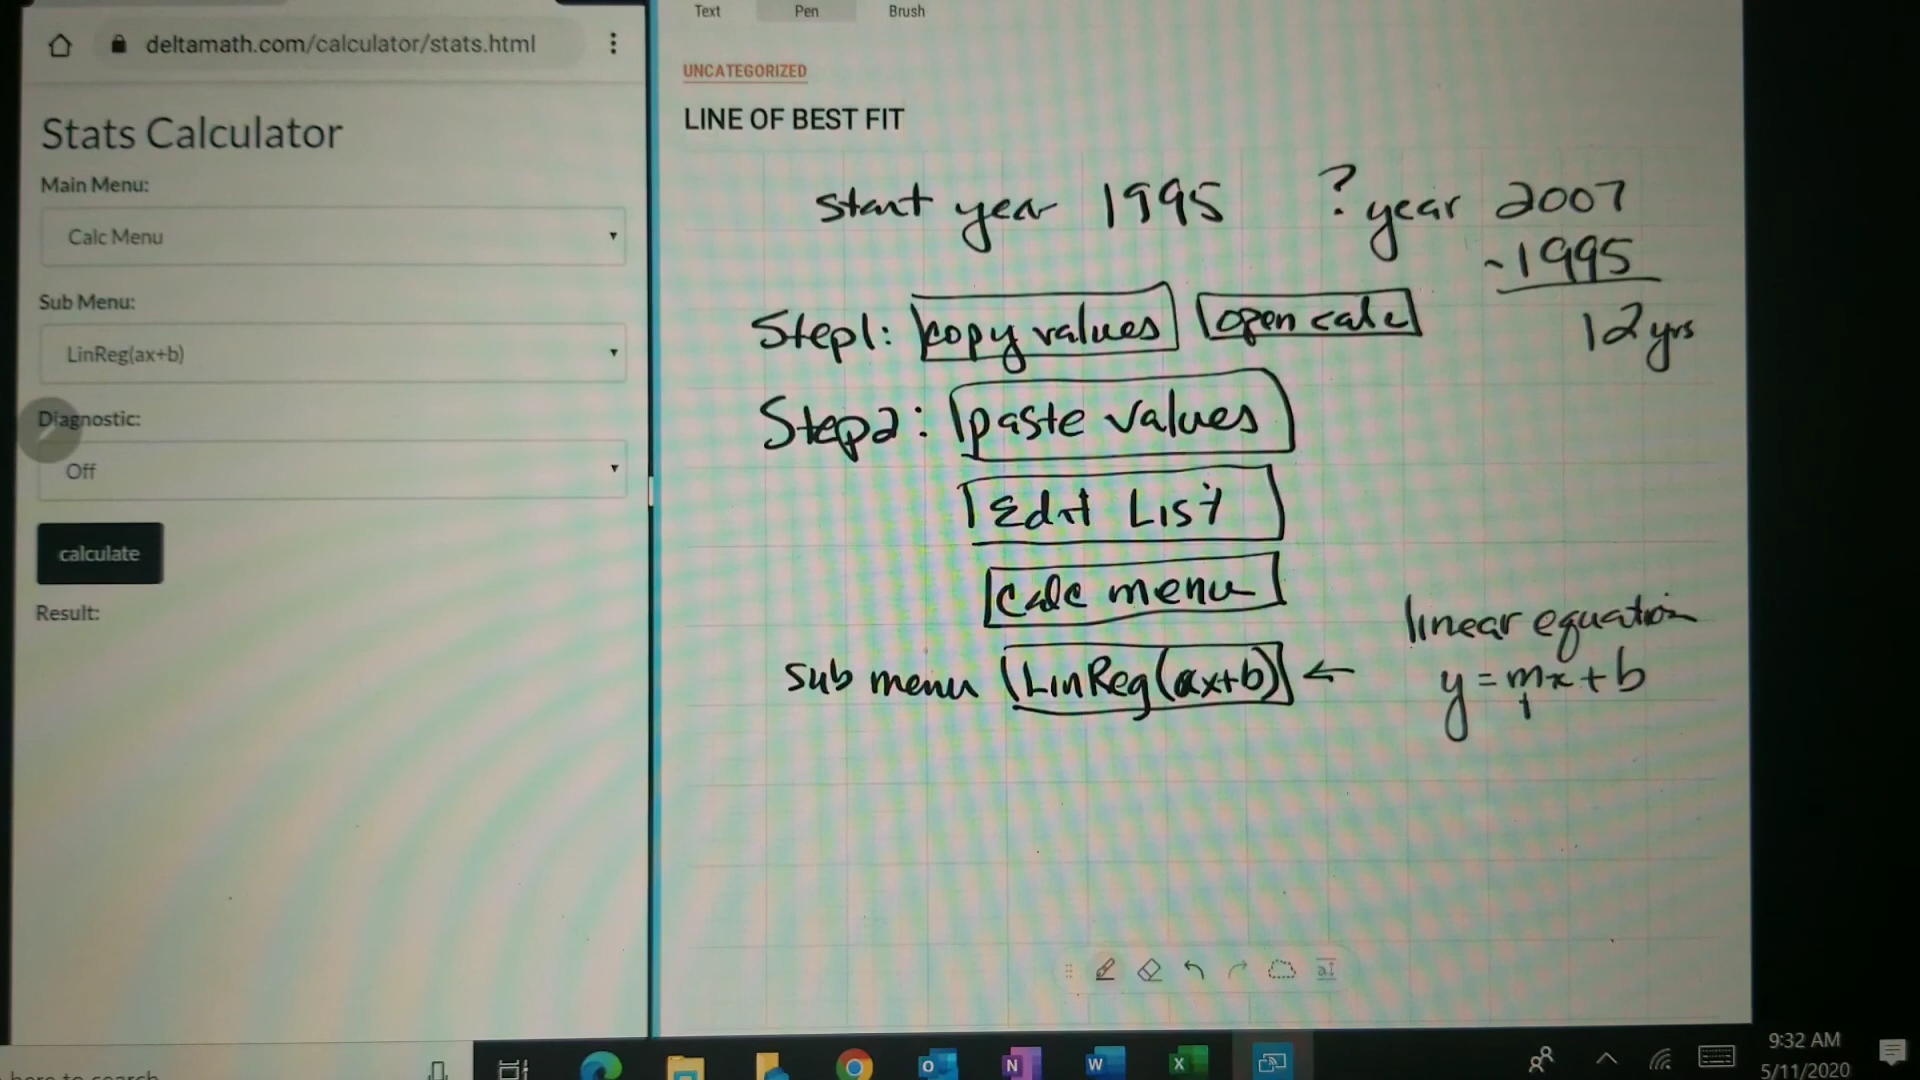 deltamath.com/calculator/stats.html
Stats Calculator
Main Menu:
Calc Menu
Sub Menu:
LinReg(ax+b)
Diagnostic:
Off
calculate
Result:
Text Pen Brush
UNCATEGORIZED
LINE OF BEST FIT
start year 1995 ? year 2007
-1995
12 yrs
Step1: copy values open calc
Step2: paste values
Edit List
Calc menu
sub menu LinReg(ax+b) ←
linear equation
y = mx + b
here to search
9:32 AM
5/11/2020